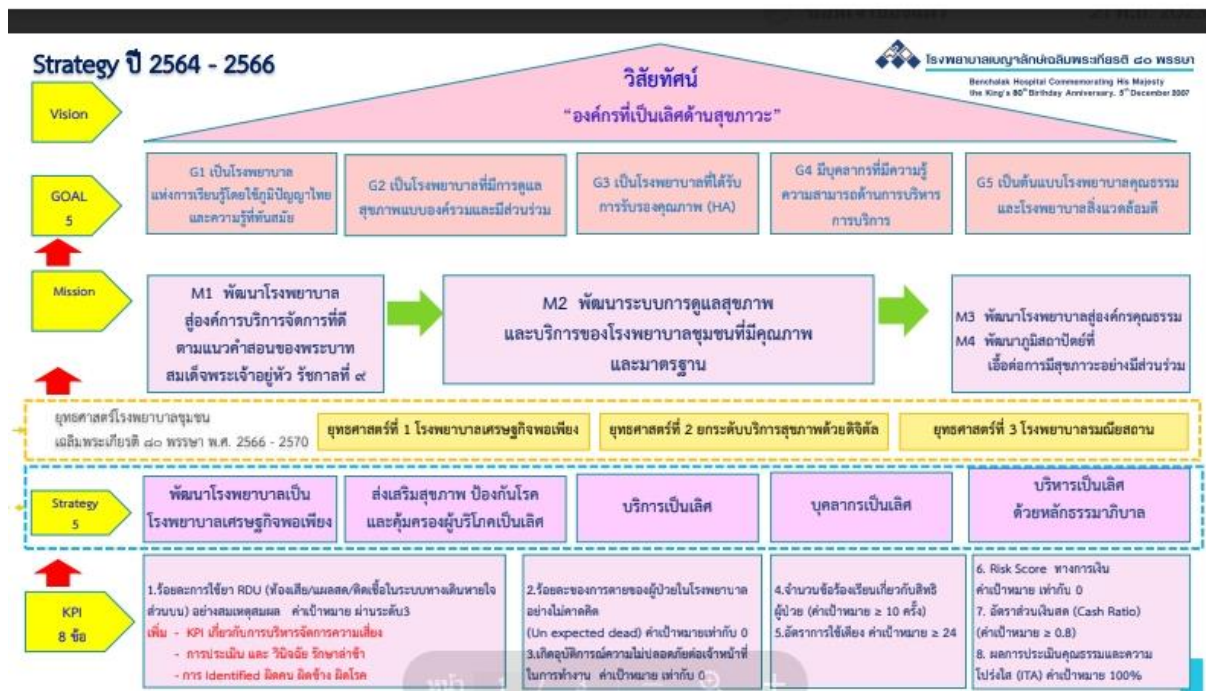 Strategy ปี 2564 - 2566
โรงพยาบาลเบญจลักษ์เฉลิมพระเกียรติ ๘๐ พรรษา
Benchalak Hospital Commemorating His Majesty
the King's 80th Birthday Anniversary, 5th December 2007
Vision
วิสัยทัศน์
“องค์กรที่เป็นเลิศด้านสุขภาวะ”
GOAL
5
G1 เป็นโรงพยาบาล
แห่งการเรียนรู้โดยใช้ภูมิปัญญาไทย
และความรู้ที่ทันสมัย
G2 เป็นโรงพยาบาลที่มีการดูแล
สุขภาพแบบองค์รวมและมีส่วนร่วม
G3 เป็นโรงพยาบาลที่ได้รับ
การรับรองคุณภาพ (HA)
G4 มีบุคลากรที่มีความรู้
ความสามารถด้านการบริหาร
การบริการ
G5 เป็นต้นแบบโรงพยาบาลคุณธรรม
และโรงพยาบาลสิ่งแวดล้อมดี
Mission
M1 พัฒนาโรงพยาบาล
สู่องค์การบริการจัดการที่ดี
ตามแนวคำสอนของพระบาท
สมเด็จพระเจ้าอยู่หัว รัชกาลที่ ๙
M2 พัฒนาระบบการดูแลสุขภาพ
และบริการของโรงพยาบาลชุมชนที่มีคุณภาพ
และมาตรฐาน
M3 พัฒนาโรงพยาบาลสู่องค์กรคุณธรรม
M4 พัฒนาภูมิสถาปัตย์ที่
เอื้อต่อการมีสุขภาวะอย่างมีส่วนร่วม
ยุทธศาสตร์โรงพยาบาลชุมชน
เฉลิมพระเกียรติ ๘๐ พรรษา พ.ศ. 2566 - 2570
ยุทธศาสตร์ที่ 1 โรงพยาบาลเศรษฐกิจพอเพียง
ยุทธศาสตร์ที่ 2 ยกระดับบริการสุขภาพด้วยดิจิตัล
ยุทธศาสตร์ที่ 3 โรงพยาบาลรมณียสถาน
Strategy
5
พัฒนาโรงพยาบาลเป็น
โรงพยาบาลเศรษฐกิจพอเพียง
ส่งเสริมสุขภาพ ป้องกันโรค
และคุ้มครองผู้บริโภคเป็นเลิศ
บริการเป็นเลิศ
บุคลากรเป็นเลิศ
บริหารเป็นเลิศ
ด้วยหลักธรรมาภิบาล
KPI
8 ข้อ
1.ร้อยละการใช้ยา RDU (ท้องเสีย/แผลสด/ติดเชื้อในระบบทางเดินหายใจ
ส่วนบน) อย่างสมเหตุสมผล ค่าเป้าหมาย ผ่านระดับ3
เพิ่ม - KPI เกี่ยวกับการบริหารจัดการความเสี่ยง
- การประเมิน และ วินิจฉัย รักษาล่าช้า
- การ Identified ผิดคน ผิดข้าง ผิดโรค
2.ร้อยละของการตายของผู้ป่วยในโรงพยาบาล
อย่างไม่คาดคิด
(Un expected dead) ค่าเป้าหมายเท่ากับ 0
3.เกิดอุบัติการณ์ความไม่ปลอดภัยต่อเจ้าหน้าที่
ในการทำงาน ค่าเป้าหมาย เท่ากับ 0
4.จำนวนข้อร้องเรียนเกี่ยวกับสิทธิ
ผู้ป่วย (ค่าเป้าหมาย ≥ 10 ครั้ง)
5.อัตราการใช้เตียง ค่าเป้าหมาย ≥ 24
6. Risk Score ทางการเงิน
ค่าเป้าหมาย เท่ากับ 0
7. อัตราส่วนเงินสด (Cash Ratio)
(ค่าเป้าหมาย ≥ 0.8)
8. ผลการประเมินคุณธรรมและความ
โปร่งใส (ITA) ค่าเป้าหมาย 100%